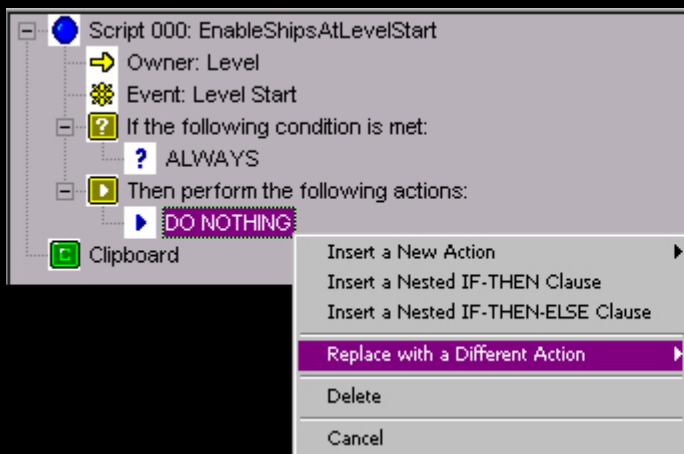 Script 000: EnableShipsAtLevelStart
Owner: Level
Event: Level Start
If the following condition is met:
? ALWAYS
Then perform the following actions:
DO NOTHING
Clipboard
Insert a New Action
Insert a Nested IF-THEN Clause
Insert a Nested IF-THEN-ELSE Clause
Replace with a Different Action
Delete
Cancel